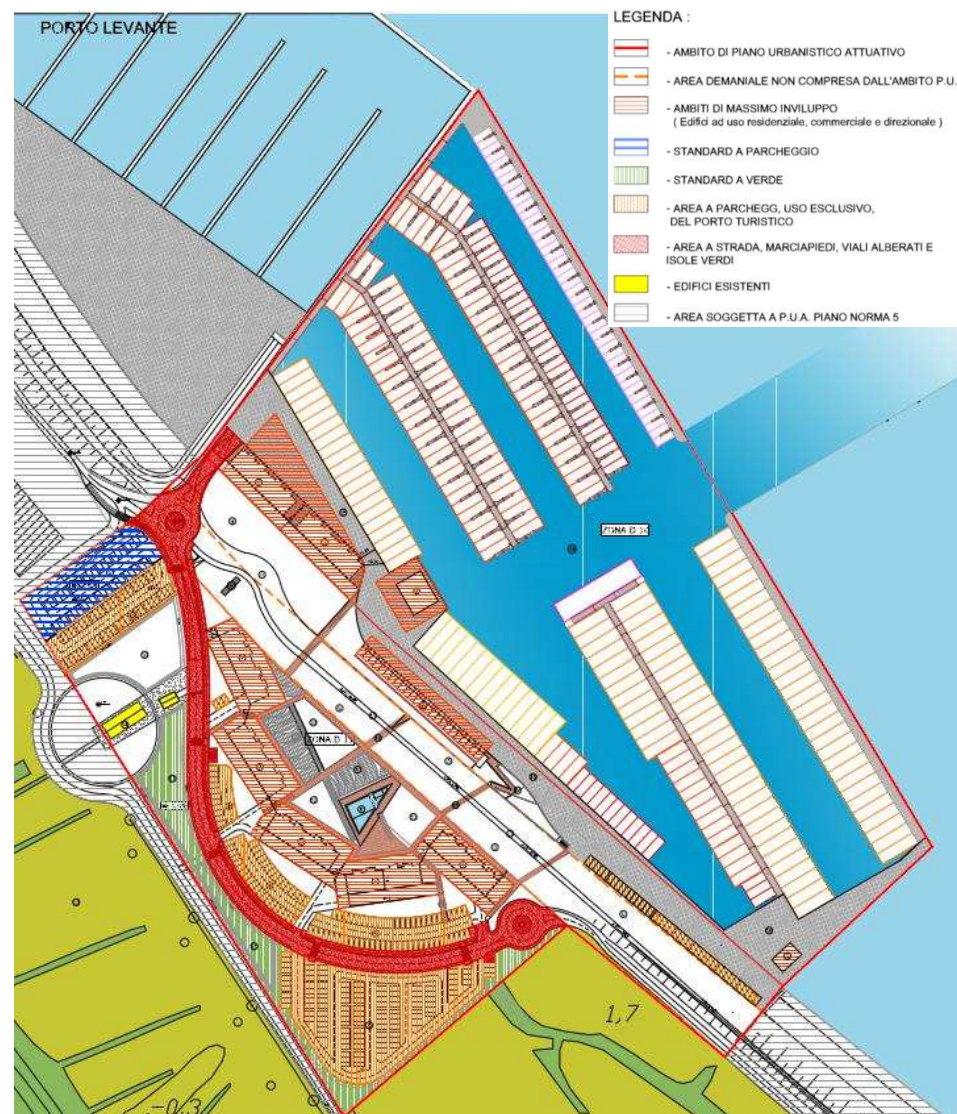 PORTO LEVANTE
LEGENDA :
- AMBITO DI PIANO URBANISTICO ATTUATIVO
- AREA DEMANIALE NON COMPRESA DALL'AMBITO P.U.
- AMBITI DI MASSIMO INVILUPPO
( Edifici ad uso residenziale, commerciale e direzionale )
- STANDARD A PARCHEGGIO
- STANDARD A VERDE
- AREA A PARCHEGG, USO ESCLUSIVO,
DEL PORTO TURISTICO
- AREA A STRADA, MARCIAPIEDI, VIALI ALBERATI E
ISOLE VERDI
- EDIFICI ESISTENTI
- AREA SOGGETTA A P.U.A. PIANO NORMA 5
ZONA D
ZONA D
1,7
-0,3